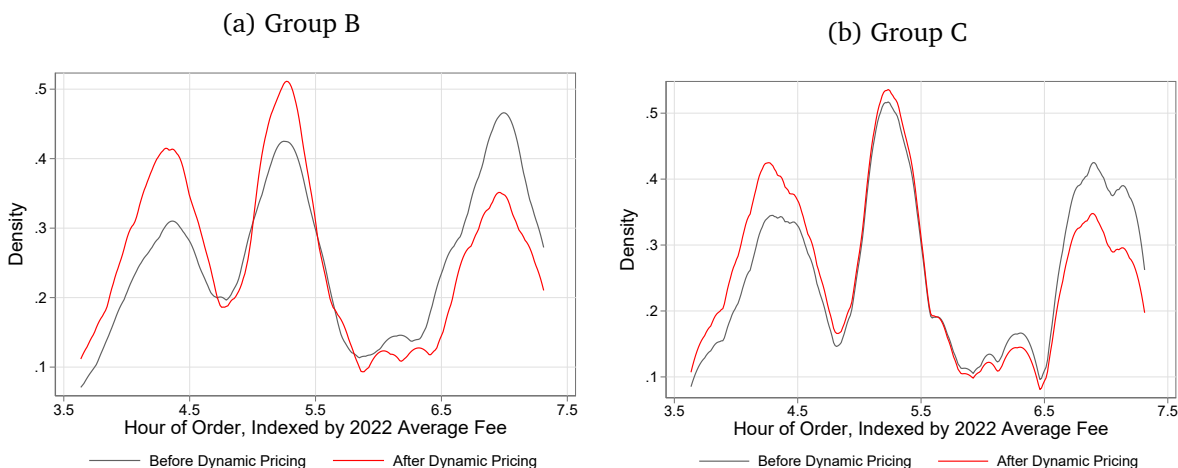 (a) Group B
.5
.4
.3
.2
.1
Density
3.5 4.5 5.5 6.5 7.5
Hour of Order, Indexed by 2022 Average Fee
Before Dynamic Pricing After Dynamic Pricing
(b) Group C
.5
.4
.3
.2
.1
Density
3.5 4.5 5.5 6.5 7.5
Hour of Order, Indexed by 2022 Average Fee
Before Dynamic Pricing After Dynamic Pricing